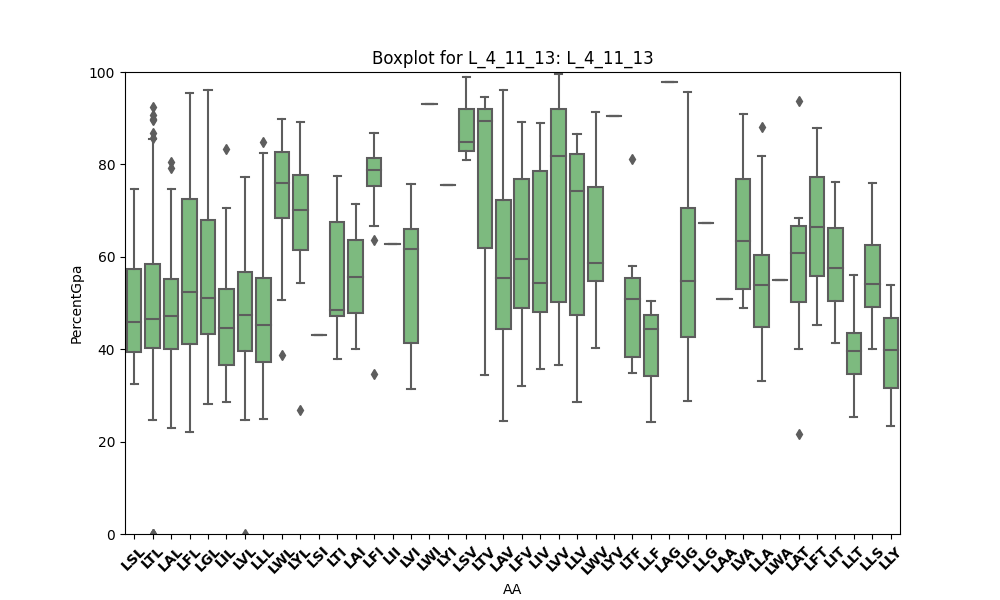 Boxplot for L_4_11_13: L_4_11_13
PercentGpa
100
80
60
40
20
0
LSL LTL LAL LFL LGL LIL LVL LLL LWL LYL LSI LTI LAI LFI LII LVI LWI LYI LSV LTV LAV LFV LIV LVV LLV LWV LYV LTF LLF LAG LIG LLG LAA LVA LLA LWA LAT LFT LIT LLT LLS LLY
AA